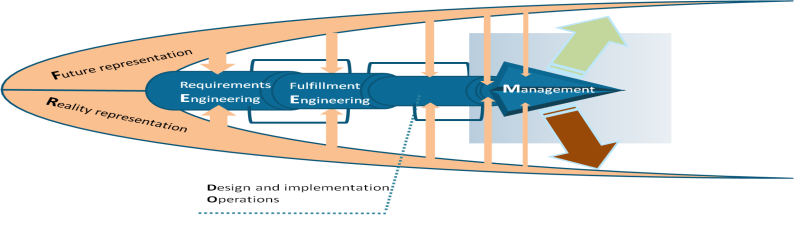 Future representation
Reality representation
Requirements
Engineering
Fulfillment
Engineering
Management
Design and implementation
Operations